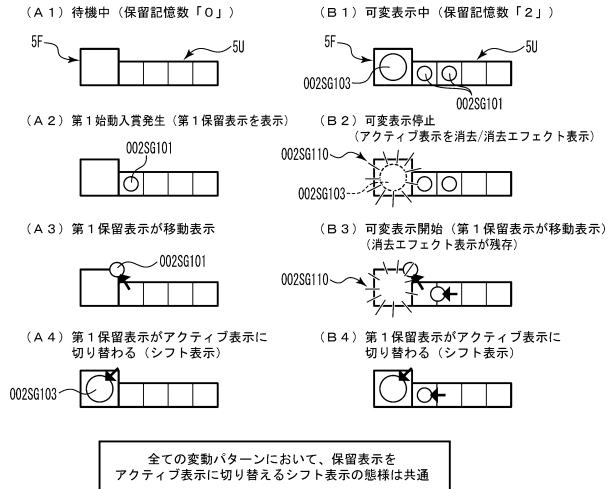 (A1) 待機中（保留記憶数「0」）
5F
5U
(A2) 第1始動入賞発生（第1保留表示を表示）
002SG101
(A3) 第1保留表示が移動表示
002SG101
(A4) 第1保留表示がアクティブ表示に
切り替わる（シフト表示）
002SG103
(B1) 可変表示中（保留記憶数「2」）
5F
5U
002SG103
002SG101
(B2) 可変表示停止
（アクティブ表示を消去/消去エフェクト表示）
002SG110
002SG103
(B3) 可変表示開始（第1保留表示が移動表示）
（消去エフェクト表示が残存）
002SG110
(B4) 第1保留表示がアクティブ表示に
切り替わる（シフト表示）
全ての変動パターンにおいて、保留表示を
アクティブ表示に切り替えるシフト表示の態様は共通